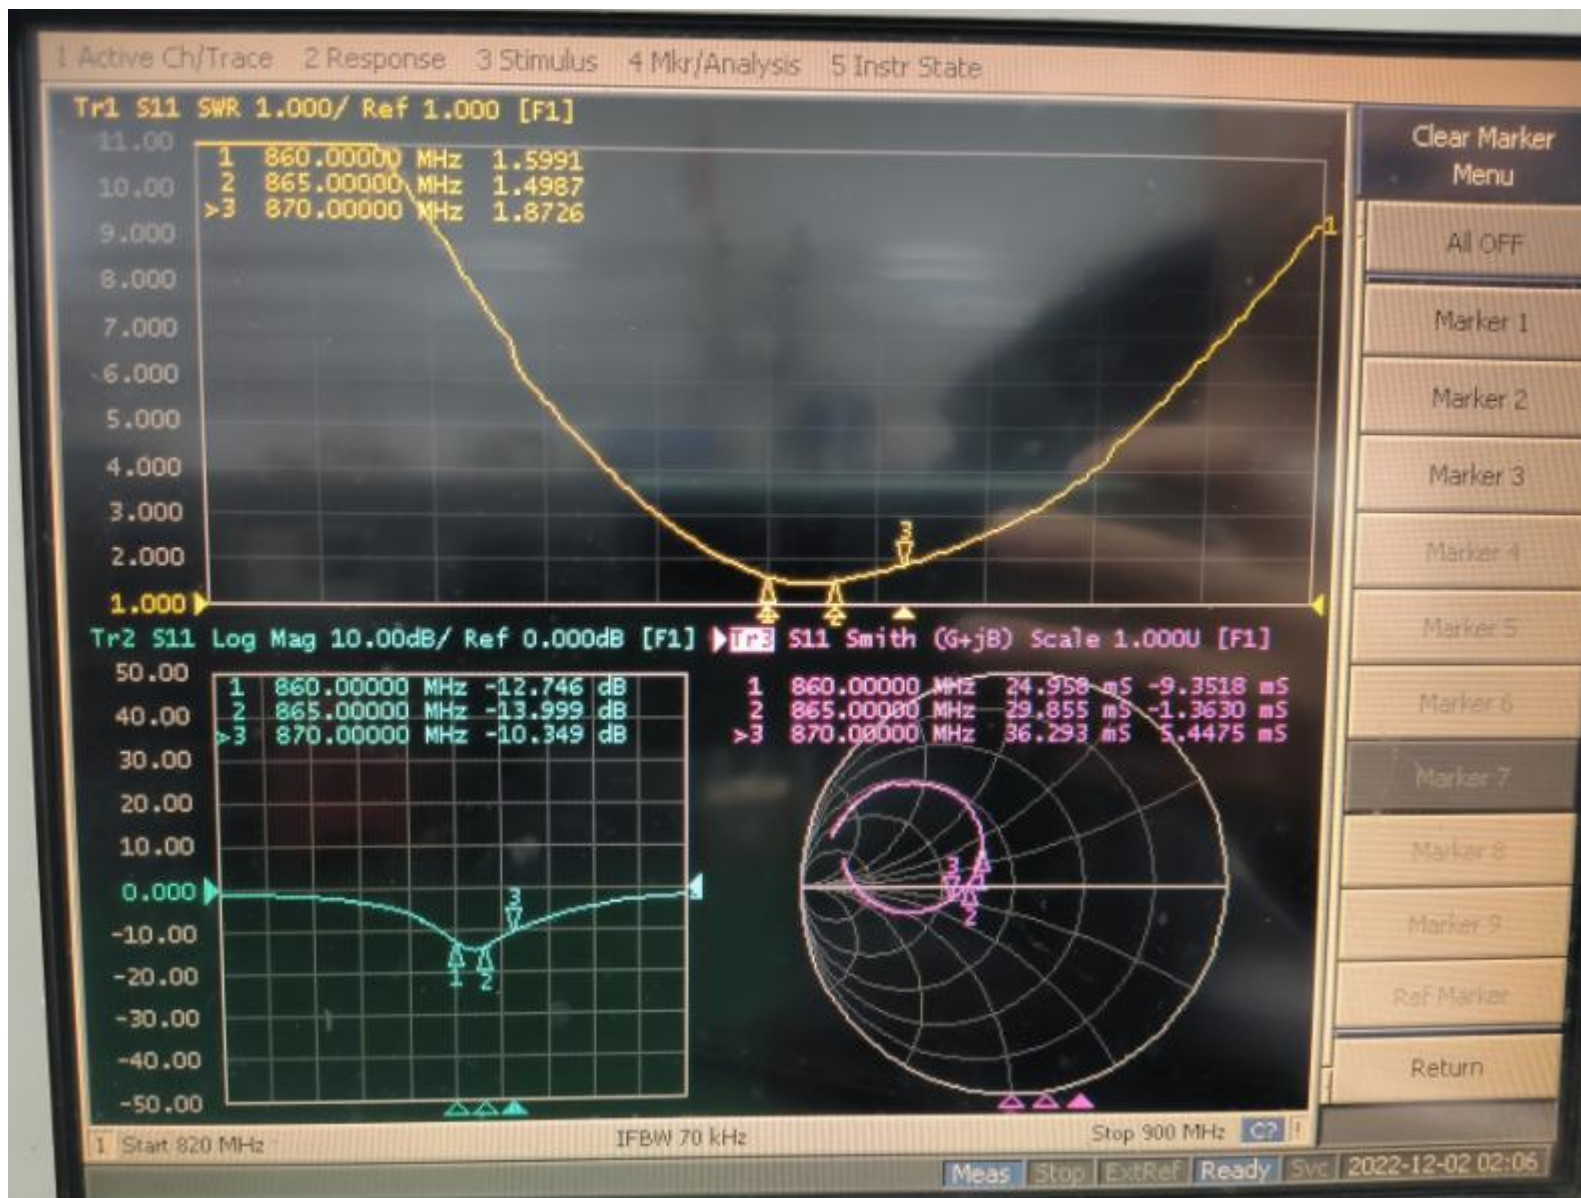 1 Active Ch/Trace 2 Response 3 Stimulus 4 Mkr/Analysis 5 Instr State
Tr1 S11 SWR 1.000/ Ref 1.000 [F1]
11.00
10.00
9.000
8.000
7.000
6.000
5.000
4.000
3.000
2.000
1.000
1 860.00000 MHz 1.5991
2 865.00000 MHz 1.4987
>3 870.00000 MHz 1.8726
1
3
Tr2 S11 Log Mag 10.00dB/ Ref 0.000dB [F1]
50.00
40.00
30.00
20.00
10.00
0.000
-10.00
-20.00
-30.00
-40.00
-50.00
1 860.00000 MHz -12.746 dB
2 865.00000 MHz -13.999 dB
>3 870.00000 MHz -10.349 dB
3
1 2
Tr3 S11 Smith (G+jB) Scale 1.000U [F1]
1 860.00000 MHz 24.958 mS -9.3518 mS
2 865.00000 MHz 29.855 mS -1.3630 mS
>3 870.00000 MHz 36.293 mS 5.4475 mS
3
1
2
Clear Marker
Menu
All OFF
Marker 1
Marker 2
Marker 3
Marker 4
Marker 5
Marker 6
Marker 7
Marker 8
Marker 9
Ref Marker
Return
1 Start 820 MHz IFBW 70 kHz Stop 900 MHz C? !
Meas Stop ExtRef Ready Svc 2022-12-02 02:06